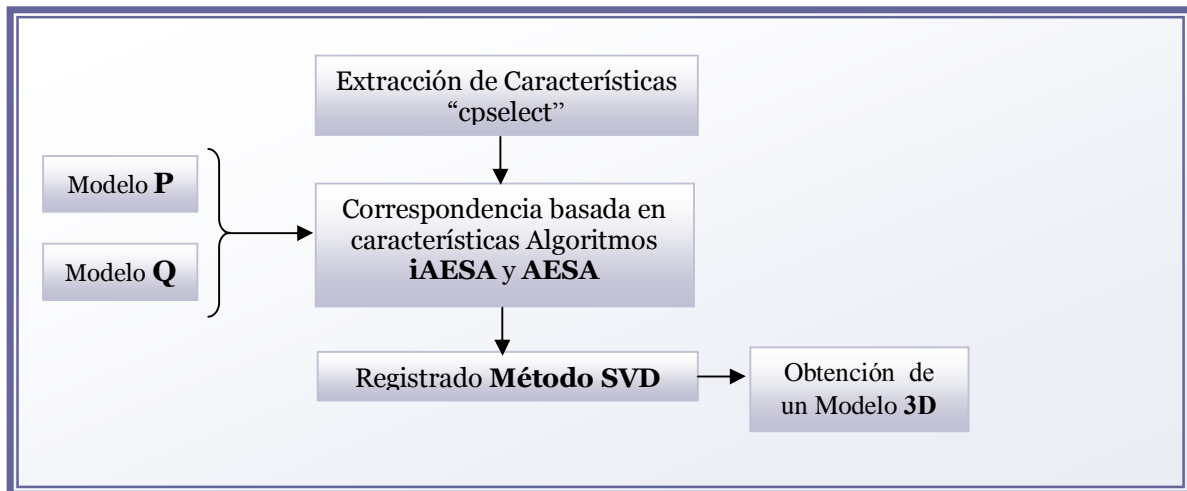 Extracción de Características
“cpselect”
Modelo P
Modelo Q
Correspondencia basada en
características Algoritmos
iAESA y AESA
Registrado Método SVD
Obtención de
un Modelo 3D